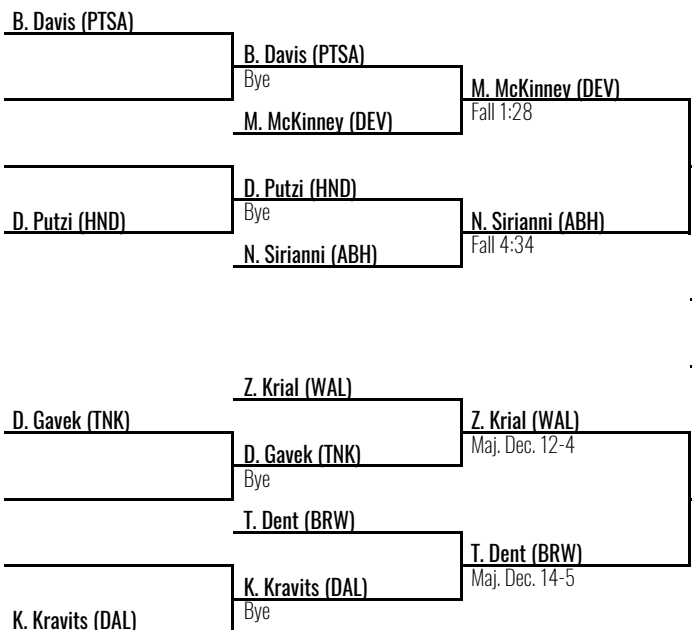 B. Davis (PTSA)
B. Davis (PTSA)
Bye
M. McKinney (DEV)
Fall 1:28
M. McKinney (DEV)
D. Putzi (HND)
Bye
D. Putzi (HND)
N. Sirianni (ABH)
Fall 4:34
N. Sirianni (ABH)
Z. Krial (WAL)
D. Gavek (TNK)
Z. Krial (WAL)
Maj. Dec. 12-4
D. Gavek (TNK)
Bye
T. Dent (BRW)
T. Dent (BRW)
Maj. Dec. 14-5
K. Kravits (DAL)
Bye
K. Kravits (DAL)